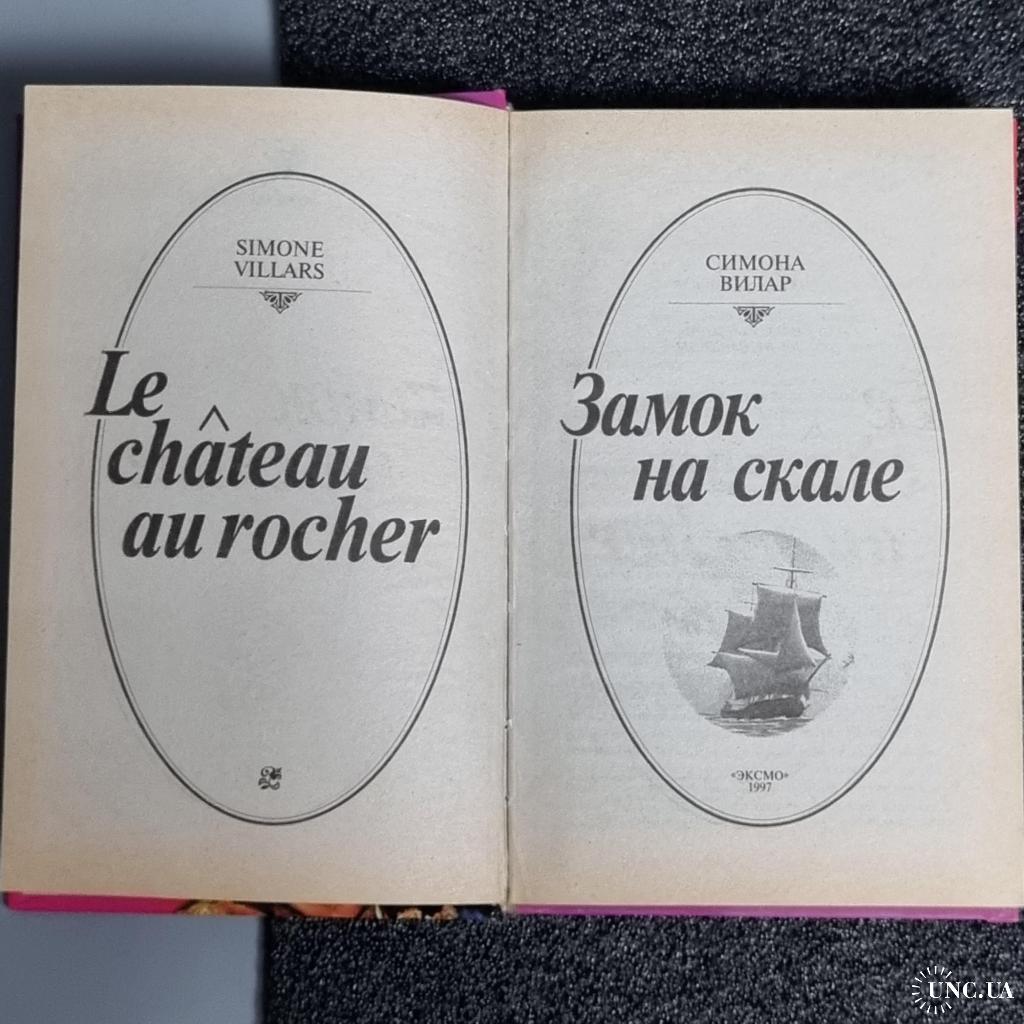 SIMONE
VILLARS
Le
château
au rocher
СИМОНА
ВИЛАР
Замок
на скале
«ЭКСМО»
1997
UNC.UA